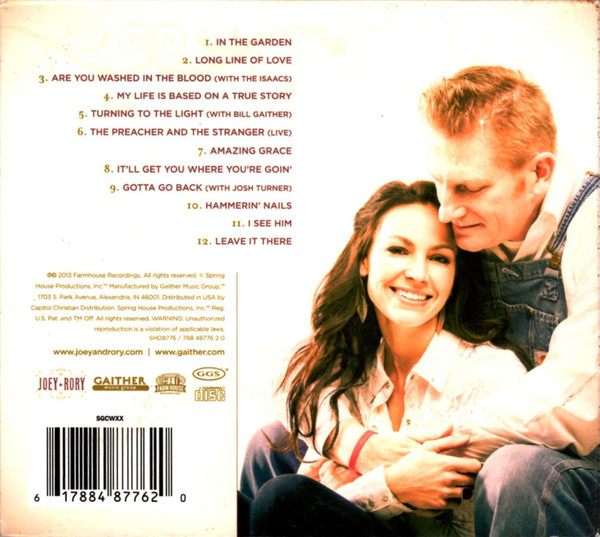 1. IN THE GARDEN
2. LONG LINE OF LOVE
3. ARE YOU WASHED IN THE BLOOD (WITH THE ISAACS)
4. MY LIFE IS BASED ON A TRUE STORY
5. TURNING TO THE LIGHT (WITH BILL GAITHER)
6. THE PREACHER AND THE STRANGER (LIVE)
7. AMAZING GRACE
8. IT'LL GET YOU WHERE YOU'RE GOIN'
9. GOTTA GO BACK (WITH JOSH TURNER)
10. HAMMERIN' NAILS
11. I SEE HIM
12. LEAVE IT THERE
℗© 2013 Farmhouse Recordings. All rights reserved. © Spring
House Productions, Inc.™ Manufactured by Gaither Music Group,™
1703 S. Park Avenue, Alexandria, IN 46001. Distributed in USA by
Capitol Christian Distribution. Spring House Productions, Inc.™ Reg.
U.S. Pat. and TM Off. All rights reserved. WARNING: Unauthorized
reproduction is a violation of applicable laws.
SHD8776 / 788 48776 2 0
www.joeyandrory.com | www.gaither.com
JOEY+RORY GAITHER music group FARM HOUSE GGS disc
SGCWXX
6 17884 87762 0